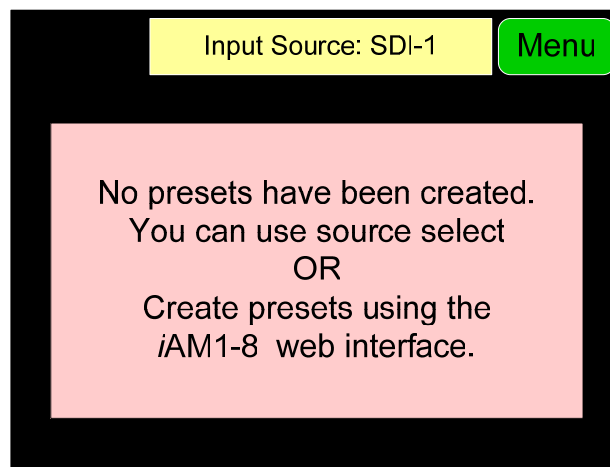 Input Source: SDI-1
Menu
No presets have been created.
You can use source select
OR
Create presets using the
iAM1-8 web interface.